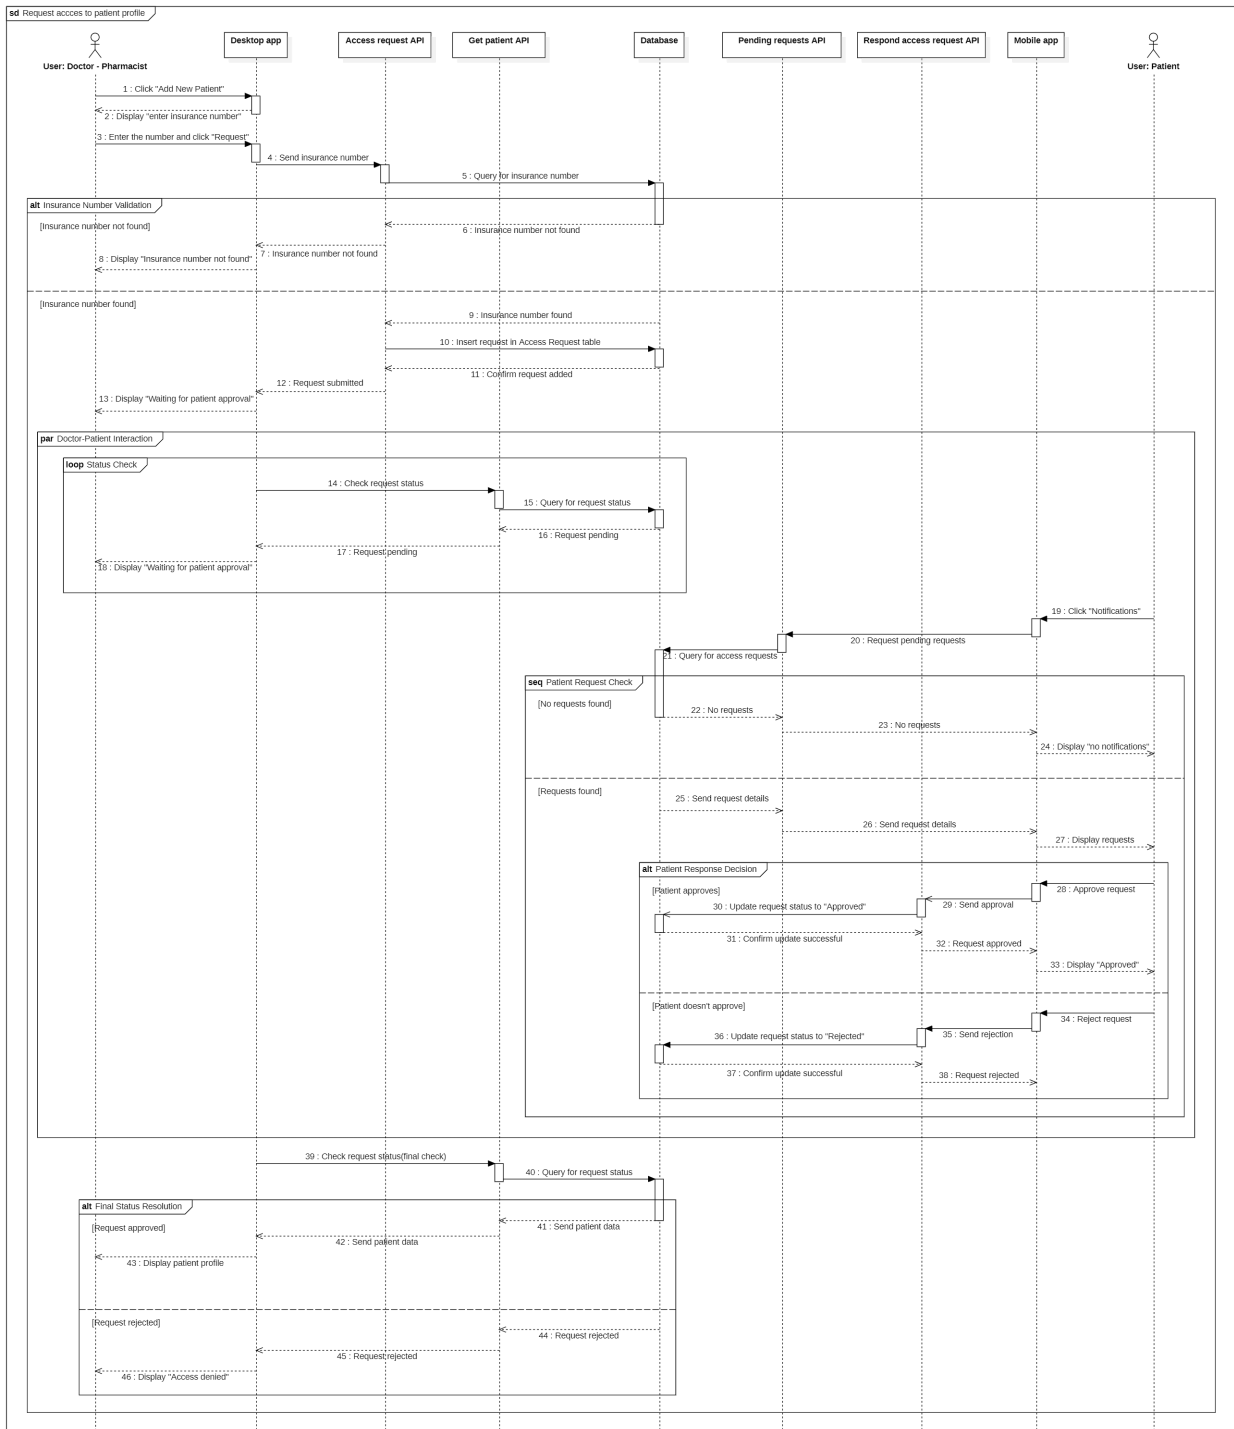 sd Request accces to patient profile
Desktop app
Access request API
Get patient API
Database
Pending requests API
Respond access request API
Mobile app
User: Doctor - Pharmacist
User: Patient
1 : Click "Add New Patient"
2 : Display "enter insurance number"
3 : Enter the number and click "Request"
4 : Send insurance number
5 : Query for insurance number
alt Insurance Number Validation
[Insurance number not found]
6 : Insurance number not found
7 : Insurance number not found
8 : Display "Insurance number not found"
[Insurance number found]
9 : Insurance number found
10 : Insert request in Access Request table
11 : Confirm request added
12 : Request submitted
13 : Display "Waiting for patient approval"
par Doctor-Patient Interaction
loop Status Check
14 : Check request status
15 : Query for request status
16 : Request pending
17 : Request pending
18 : Display "Waiting for patient approval"
19 : Click "Notifications"
20 : Request pending requests
21 : Query for access requests
seq Patient Request Check
[No requests found]
22 : No requests
23 : No requests
24 : Display "no notifications"
[Requests found]
25 : Send request details
26 : Send request details
27 : Display requests
alt Patient Response Decision
[Patient approves]
28 : Approve request
29 : Send approval
30 : Update request status to "Approved"
31 : Confirm update successful
32 : Request approved
33 : Display "Approved"
[Patient doesn't approve]
34 : Reject request
35 : Send rejection
36 : Update request status to "Rejected"
37 : Confirm update successful
38 : Request rejected
39 : Check request status(final check)
40 : Query for request status
alt Final Status Resolution
[Request approved]
41 : Send patient data
42 : Send patient data
43 : Display patient profile
[Request rejected]
44 : Request rejected
45 : Request rejected
46 : Display "Access denied"